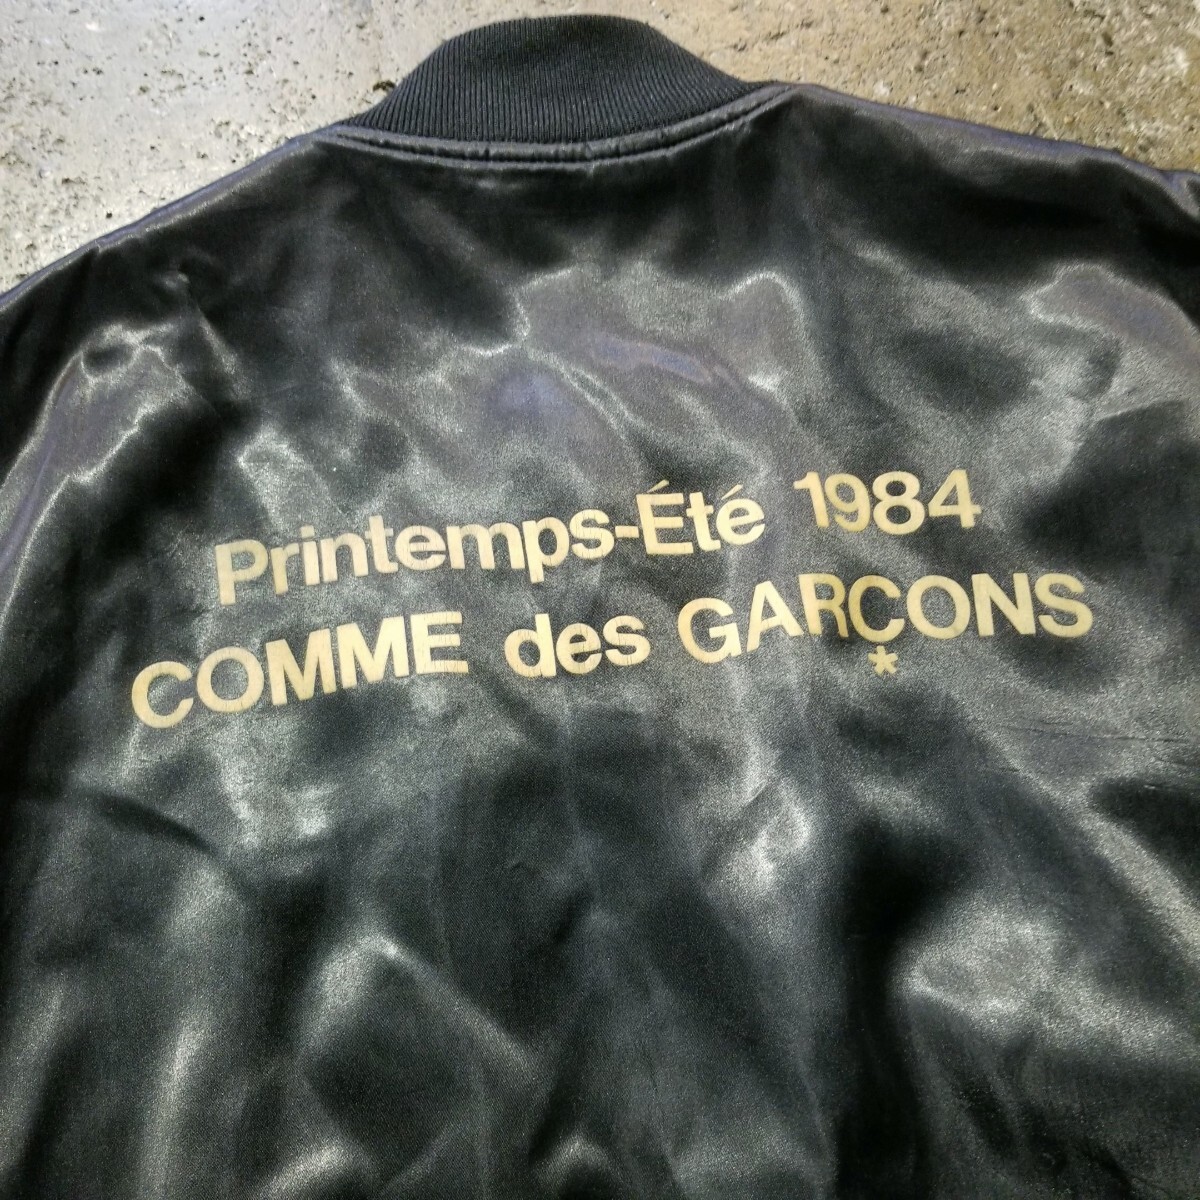 Printemps-Été 1984
COMME des GARÇONS